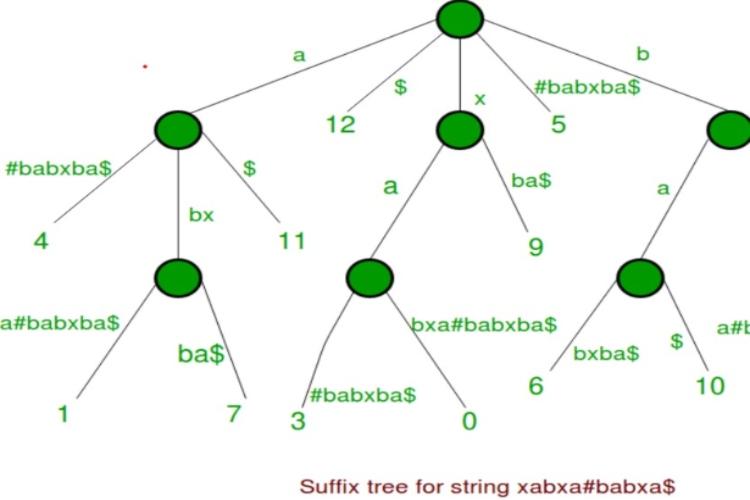 a
b
$
#babxba$
x
12
5
#babxba$
$
a
ba$
a
bx
4
11
9
a#babxba$
bxa#babxba$
a#b
ba$
bxba$
$
#babxba$
6
10
1
7
3
0
Suffix tree for string xabxa#babxa$